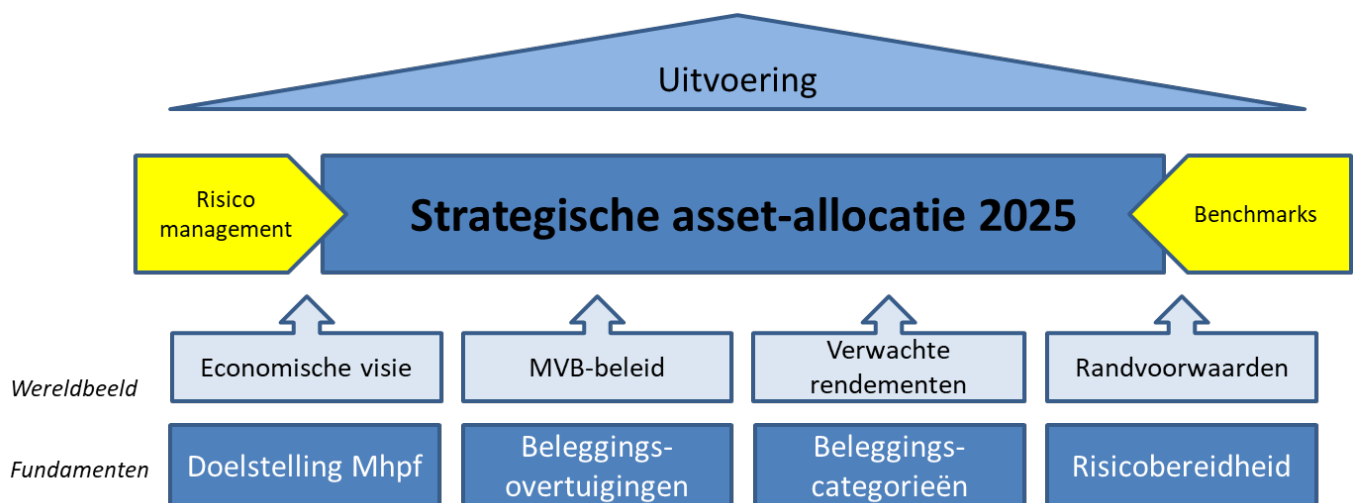 Uitvoering
Risico
management
Strategische asset-allocatie 2025
Benchmarks
Wereldbeeld
Economische visie
MVB-beleid
Verwachte
rendementen
Randvoorwaarden
Fundamenten
Doelstelling Mhpf
Beleggings-
overtuigingen
Beleggings-
categorieën
Risicobereidheid